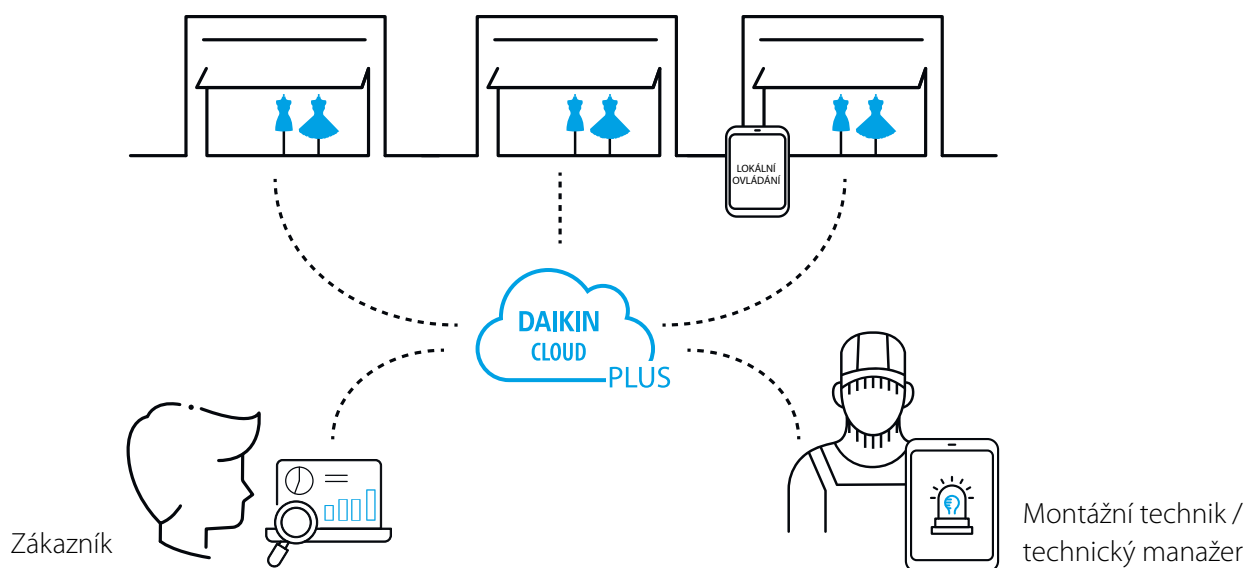 LOKÁLNÍ
OVLÁDÁNÍ
DAIKIN
CLOUD
PLUS
Zákazník
Montážní technik /
technický manažer